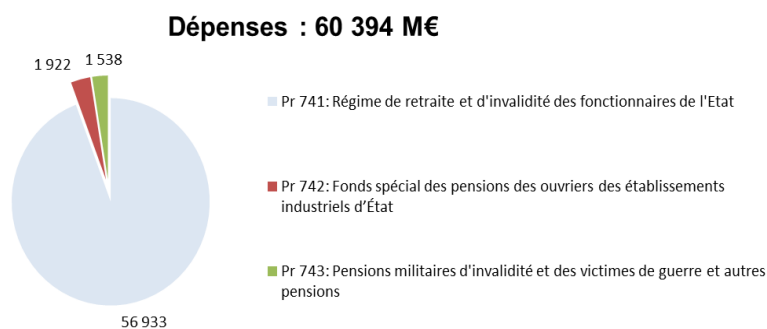 Dépenses : 60 394 M€
1 922
1 538
Pr 741: Régime de retraite et d'invalidité des fonctionnaires de l'Etat
Pr 742: Fonds spécial des pensions des ouvriers des établissements
industriels d’État
Pr 743: Pensions militaires d'invalidité et des victimes de guerre et autres
pensions
56 933